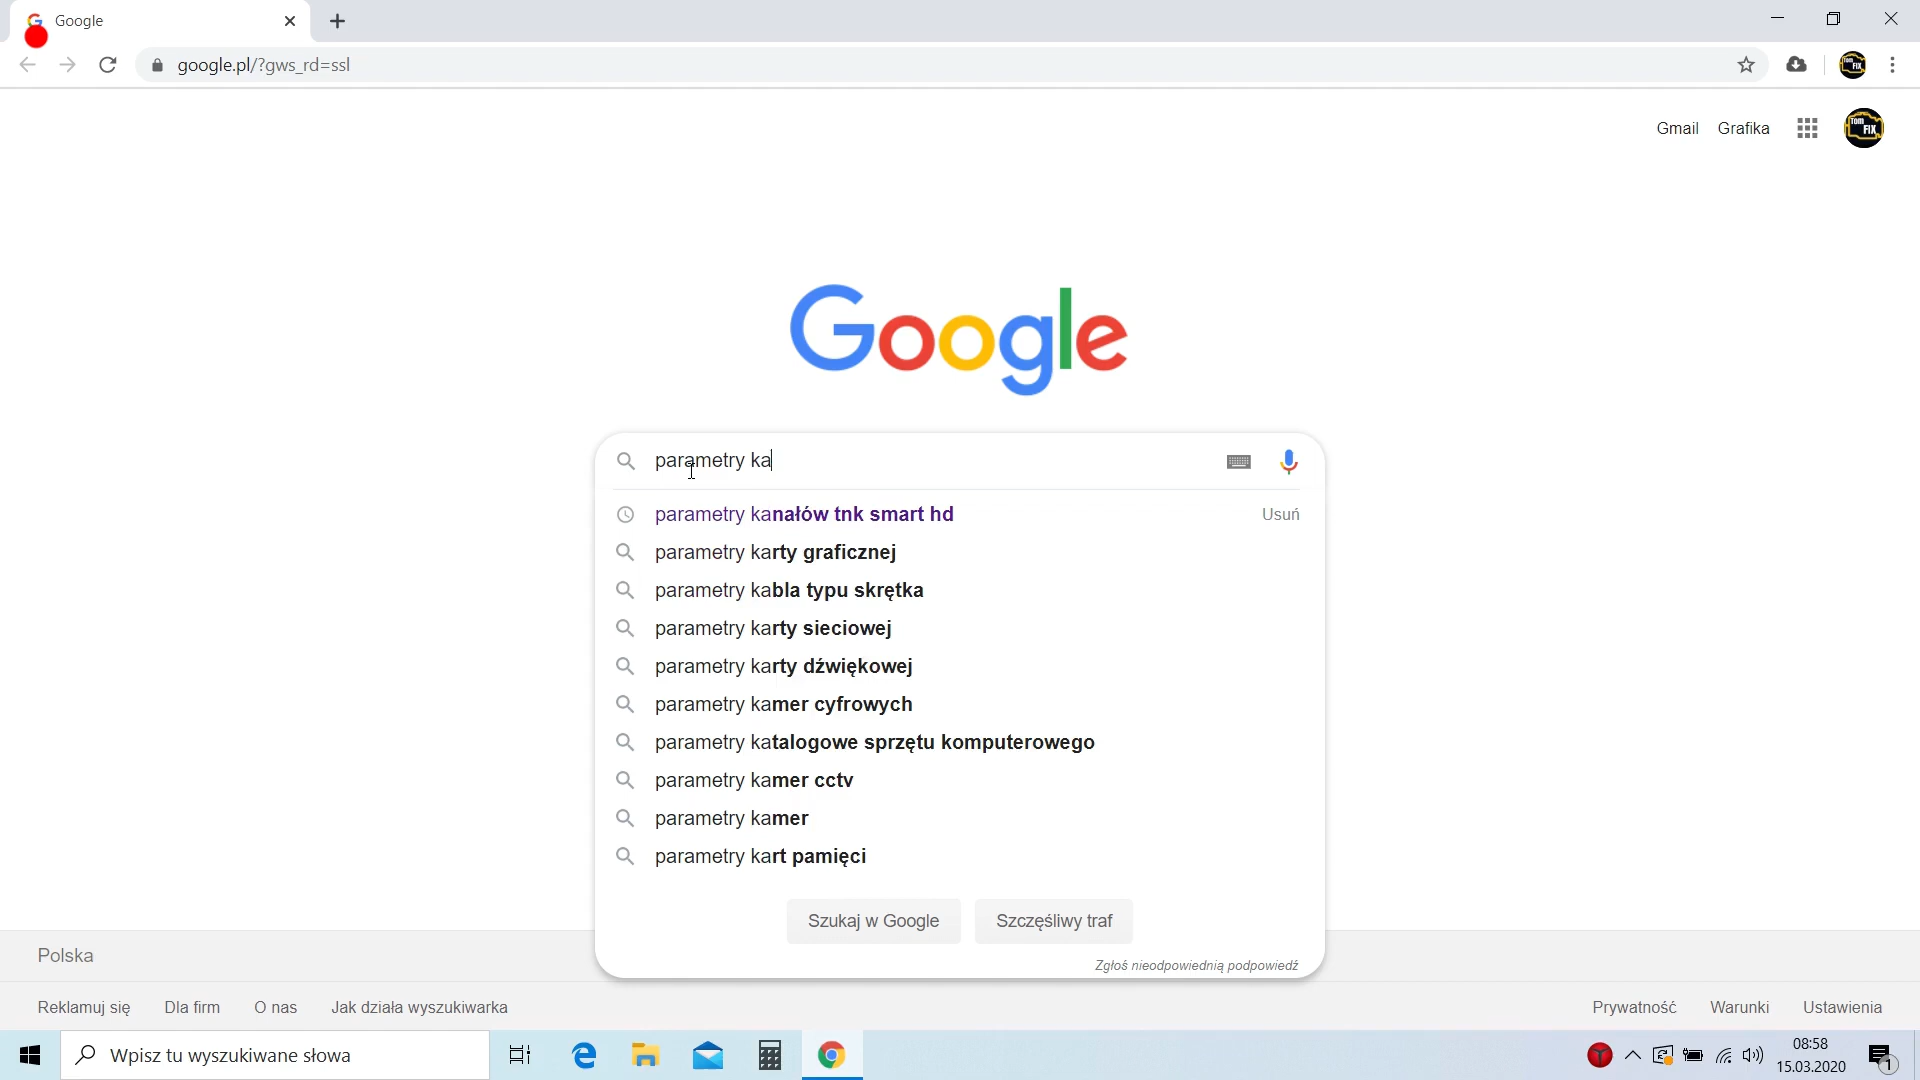 Google
google.pl/?gws_rd=ssl
Gmail Grafika
Tom FIX
Google
parametry ka
parametry kanałów tnk smart hd Usuń
parametry karty graficznej
parametry kabla typu skrętka
parametry karty sieciowej
parametry karty dźwiękowej
parametry kamer cyfrowych
parametry katalogowe sprzętu komputerowego
parametry kamer cctv
parametry kamer
parametry kart pamięci
Szukaj w Google Szczęśliwy traf
Zgłoś nieodpowiednią podpowiedź
Polska
Reklamuj się Dla firm O nas Jak działa wyszukiwarka Prywatność Warunki Ustawienia
Wpisz tu wyszukiwane słowa
08:58
15.03.2020
1